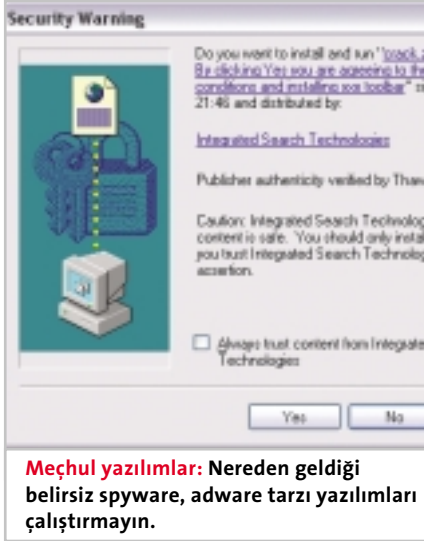 Security Warning
Do you want to install and run "crack.
By clicking Yes you are agreeing to the
conditions and installing toolbar"
21:46 and distributed by:
Integrated Search Technologies
Publisher authenticity verified by Thaw
Caution: Integrated Search Technolog
content is safe. You should only instal
you trust Integrated Search Technolog
assertion.
Always trust content from Integrate
Technologies
Yes No
Meçhul yazılımlar: Nereden geldiği
belirsiz spyware, adware tarzı yazılımları
çalıştırmayın.